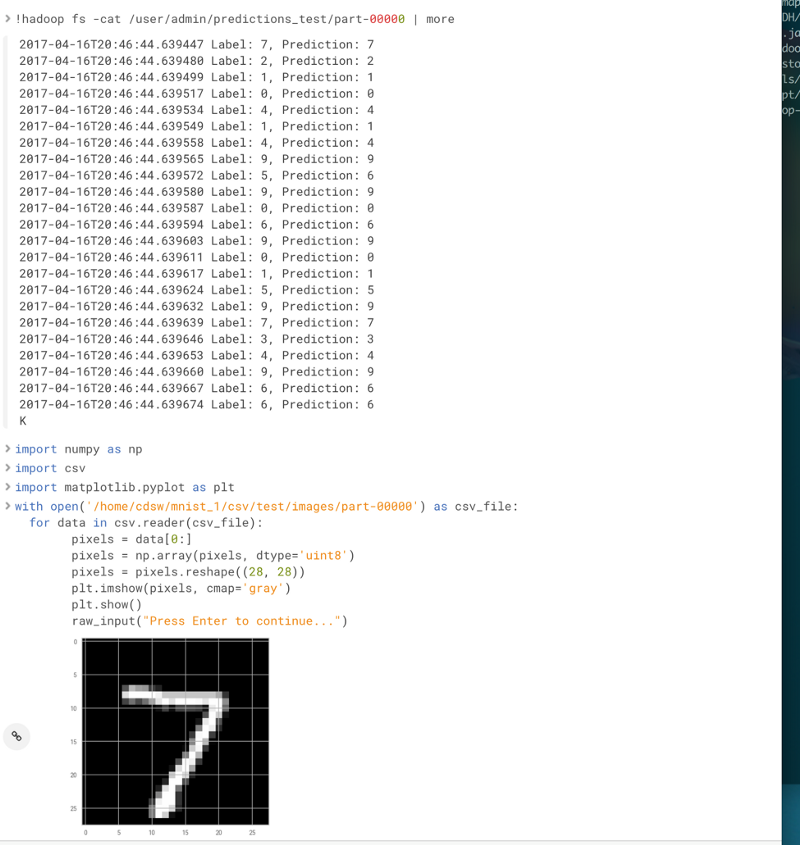 !hadoop fs -cat /user/admin/predictions_test/part-00000 | more
2017-04-16T20:46:44.639447 Label: 7, Prediction: 7
2017-04-16T20:46:44.639480 Label: 2, Prediction: 2
2017-04-16T20:46:44.639499 Label: 1, Prediction: 1
2017-04-16T20:46:44.639517 Label: 0, Prediction: 0
2017-04-16T20:46:44.639534 Label: 4, Prediction: 4
2017-04-16T20:46:44.639549 Label: 1, Prediction: 1
2017-04-16T20:46:44.639558 Label: 4, Prediction: 4
2017-04-16T20:46:44.639565 Label: 9, Prediction: 9
2017-04-16T20:46:44.639572 Label: 5, Prediction: 6
2017-04-16T20:46:44.639580 Label: 9, Prediction: 9
2017-04-16T20:46:44.639587 Label: 0, Prediction: 0
2017-04-16T20:46:44.639594 Label: 6, Prediction: 6
2017-04-16T20:46:44.639603 Label: 9, Prediction: 9
2017-04-16T20:46:44.639611 Label: 0, Prediction: 0
2017-04-16T20:46:44.639617 Label: 1, Prediction: 1
2017-04-16T20:46:44.639624 Label: 5, Prediction: 5
2017-04-16T20:46:44.639632 Label: 9, Prediction: 9
2017-04-16T20:46:44.639639 Label: 7, Prediction: 7
2017-04-16T20:46:44.639646 Label: 3, Prediction: 3
2017-04-16T20:46:44.639653 Label: 4, Prediction: 4
2017-04-16T20:46:44.639660 Label: 9, Prediction: 9
2017-04-16T20:46:44.639667 Label: 6, Prediction: 6
2017-04-16T20:46:44.639674 Label: 6, Prediction: 6
K
import numpy as np
import csv
import matplotlib.pyplot as plt
with open('/home/cdsw/mnist_1/csv/test/images/part-00000') as csv_file:
for data in csv.reader(csv_file):
pixels = data[0:]
pixels = np.array(pixels, dtype='uint8')
pixels = pixels.reshape((28, 28))
plt.imshow(pixels, cmap='gray')
plt.show()
raw_input("Press Enter to continue...")
0
5
10
15
20
25
7
0 5 10 15 20 25
map
DH/
.ja
doo
sto
ls/
pt/
op-